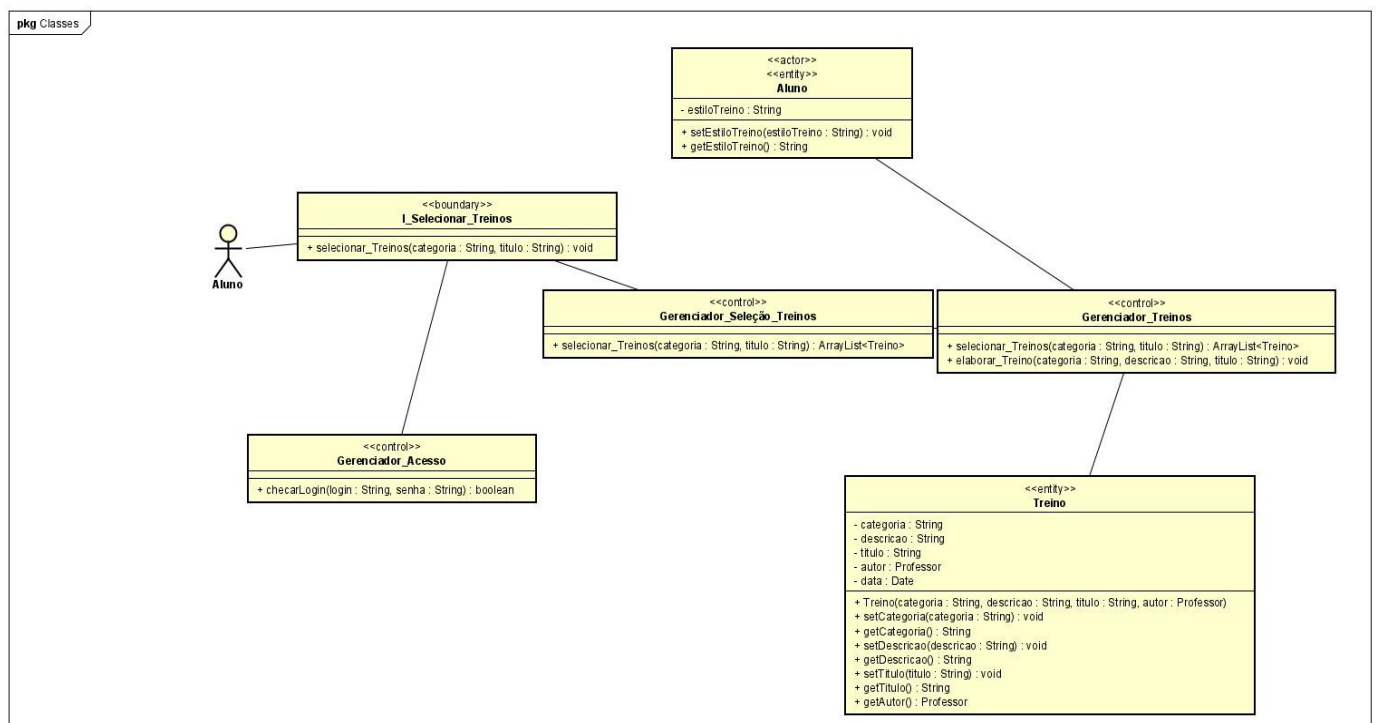 pkg Classes
<<actor>>
<<entity>>
Aluno
- estiloTreino : String
+ setEstiloTreino(estiloTreino : String) : void
+ getEstiloTreino() : String
<<boundary>>
I_Selecionar_Treinos
+ selecionar_Treinos(categoria : String, titulo : String) : void
Aluno
<<control>>
Gerenciador_Seleção_Treinos
+ selecionar_Treinos(categoria : String, titulo : String) : ArrayList<Treino>
<<control>>
Gerenciador_Treinos
+ selecionar_Treinos(categoria : String, titulo : String) : ArrayList<Treino>
+ elaborar_Treino(categoria : String, descricao : String, titulo : String) : void
<<control>>
Gerenciador_Acesso
+ checarLogin(login : String, senha : String) : boolean
<<entity>>
Treino
- categoria : String
- descricao : String
- titulo : String
- autor : Professor
- data : Date
+ Treino(categoria : String, descricao : String, titulo : String, autor : Professor)
+ setCategoria(categoria : String) : void
+ getCategoria() : String
+ setDescricao(descricao : String) : void
+ getDescricao() : String
+ setTitulo(titulo : String) : void
+ getTitulo() : String
+ getAutor() : Professor